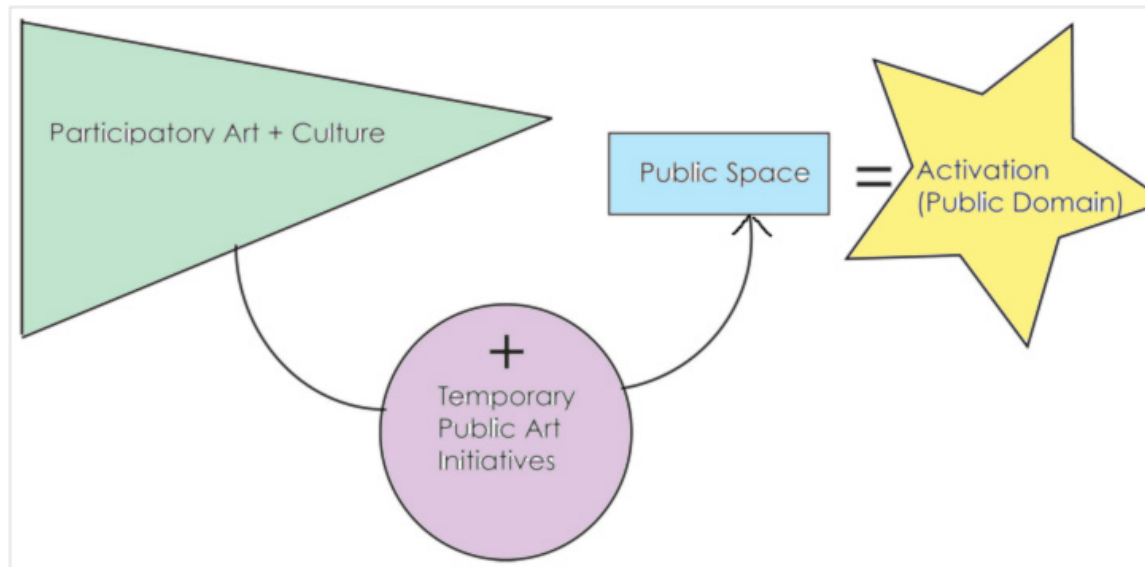 Participatory Art + Culture
+
Temporary
Public Art
Initiatives
Public Space
=
Activation
(Public Domain)